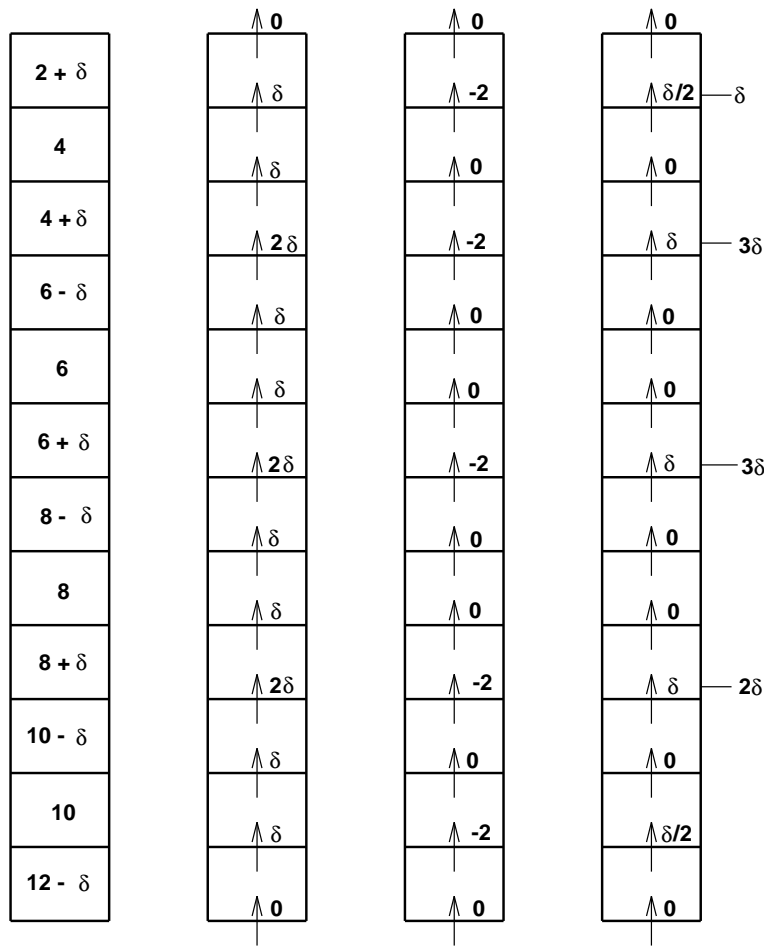 0 0 0
2 + δ
δ -2 δ/2 δ
4
δ 0 0
4 + δ
2δ -2 δ 3δ
6 - δ
δ 0 0
6
δ 0 0
6 + δ
2δ -2 δ 3δ
8 - δ
δ 0 0
8
δ 0 0
8 + δ
2δ -2 δ 2δ
10 - δ
δ 0 0
10
δ -2 δ/2
12 - δ
0 0 0